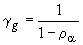 γg = 1 / (1 − ρα)